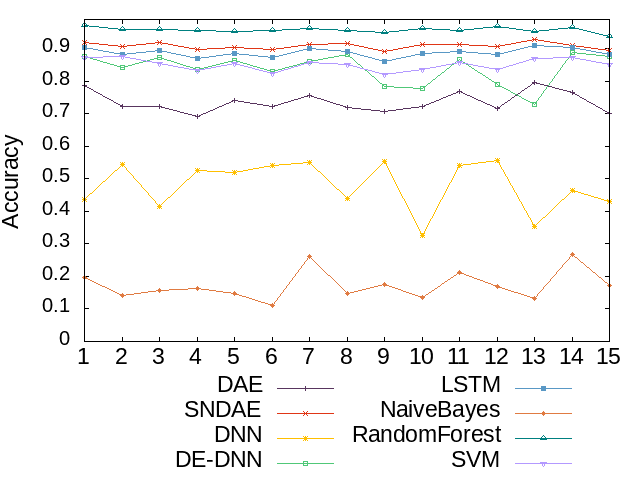 Accuracy
0.9
0.8
0.7
0.6
0.5
0.4
0.3
0.2
0.1
0
1 2 3 4 5 6 7 8 9 10 11 12 13 14 15
DAE LSTM
SNDAE NaiveBayes
DNN RandomForest
DE-DNN SVM